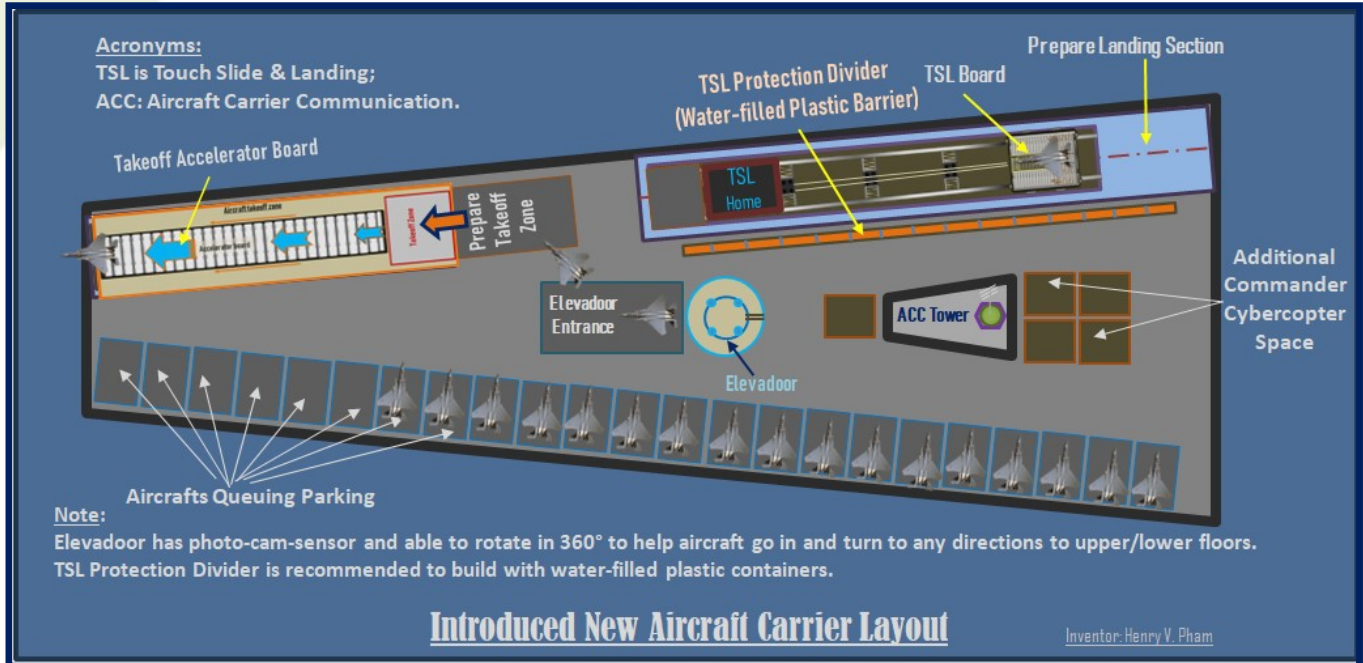 Acronyms:
TSL is Touch Slide & Landing;
ACC: Aircraft Carrier Communication.
Prepare Landing Section
TSL Board
TSL Protection Divider
(Water-filled Plastic Barrier)
Takeoff Accelerator Board
Aircraft takeoff zone
Accelerator board
Takeoff Zone
Prepare
Takeoff
Zone
TSL
Home
Elevadoor
Entrance
Elevadoor
ACC Tower
Additional
Commander
Cybercopter
Space
Aircrafts Queuing Parking
Note:
Elevadoor has photo-cam-sensor and able to rotate in 360° to help aircraft go in and turn to any directions to upper/lower floors.
TSL Protection Divider is recommended to build with water-filled plastic containers.
Introduced New Aircraft Carrier Layout
Inventor: Henry V. Pham